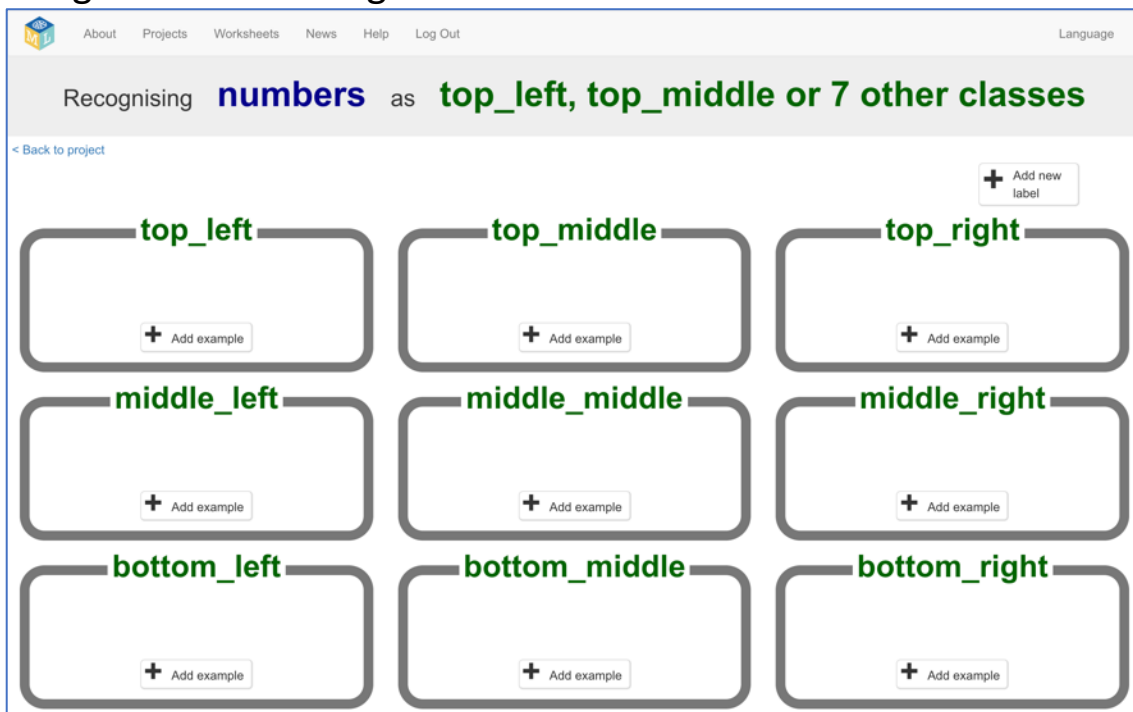 About Projects Worksheets News Help Log Out Language
Recognising numbers as top_left, top_middle or 7 other classes
< Back to project
Add new
label
top_left top_middle top_right
Add example Add example Add example
middle_left middle_middle middle_right
Add example Add example Add example
bottom_left bottom_middle bottom_right
Add example Add example Add example